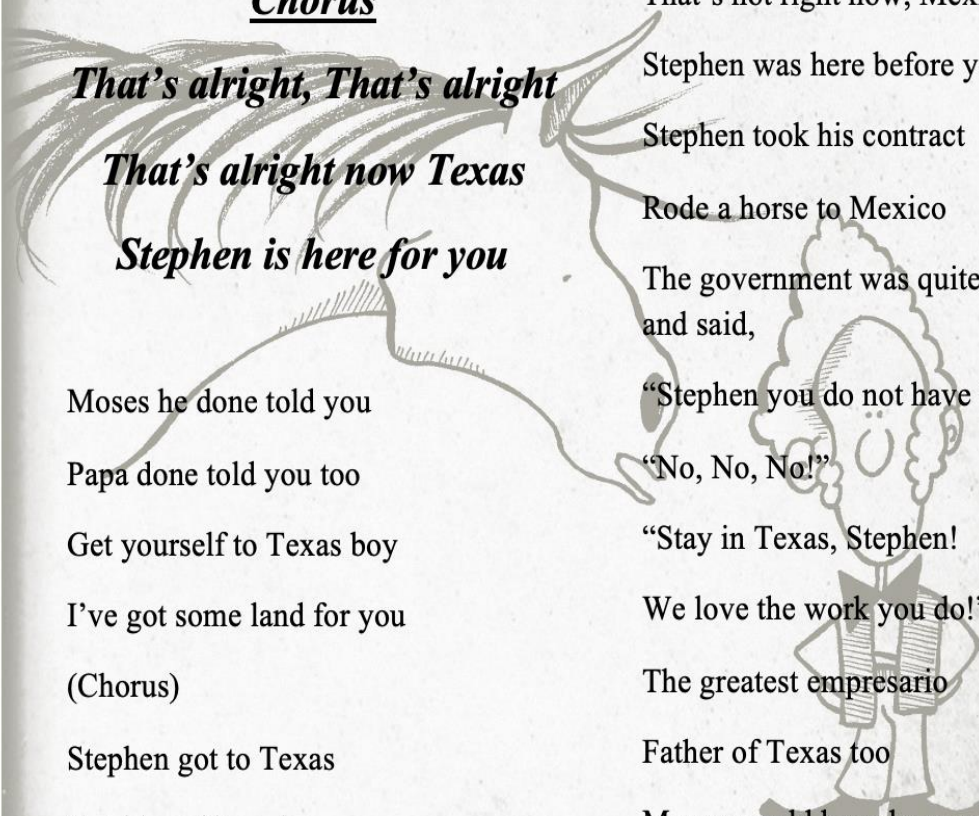 Chorus
That's alright, That's alright
That's alright now Texas
Stephen is here for you
Moses he done told you
Papa done told you too
Get yourself to Texas boy
I've got some land for you
(Chorus)
Stephen got to Texas
That's not right now,
Stephen was here before
Stephen took his contract
Rode a horse to Mexico
The government was quite
and said,
“Stephen you do not have
“No, No, No!”
“Stay in Texas, Stephen!
We love the work you do!”
The greatest empresario
Father of Texas too